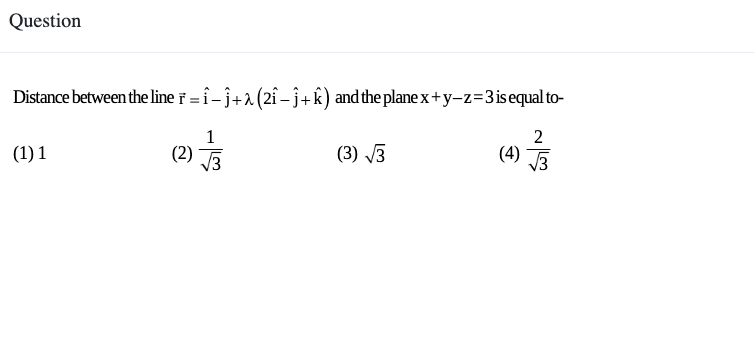 Question
Distance between the line r⃗ = î − ĵ + λ(2î − ĵ + k̂) and the plane x + y − z = 3 is equal to-
(1) 1 (2) 1/√3 (3) √3 (4) 2/√3